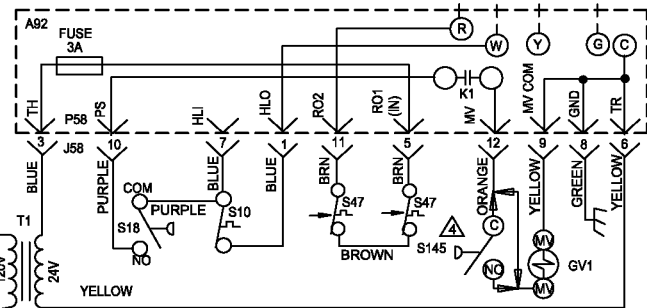 A92
FUSE
3A
R
W
Y
G
C
K1
TH
PS
HLI
HLO
RO2
RO1
(IN)
MV
MV COM
GND
TR
P58
J58
3
10
7
1
11
5
12
9
8
6
BLUE
PURPLE
BLUE
BLUE
BRN
BRN
ORANGE
YELLOW
GREEN
YELLOW
COM
PURPLE
S10
S18
NO
S47
S47
BROWN
4
S145
C
NO
MV
MV
GV1
T1
120V
24V
YELLOW